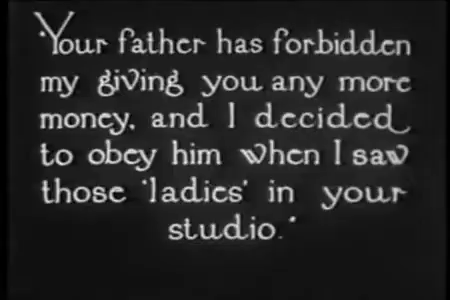 "Your father has forbidden
my giving you any more
money, and I decided
to obey him when I saw
those 'ladies' in your
studio."